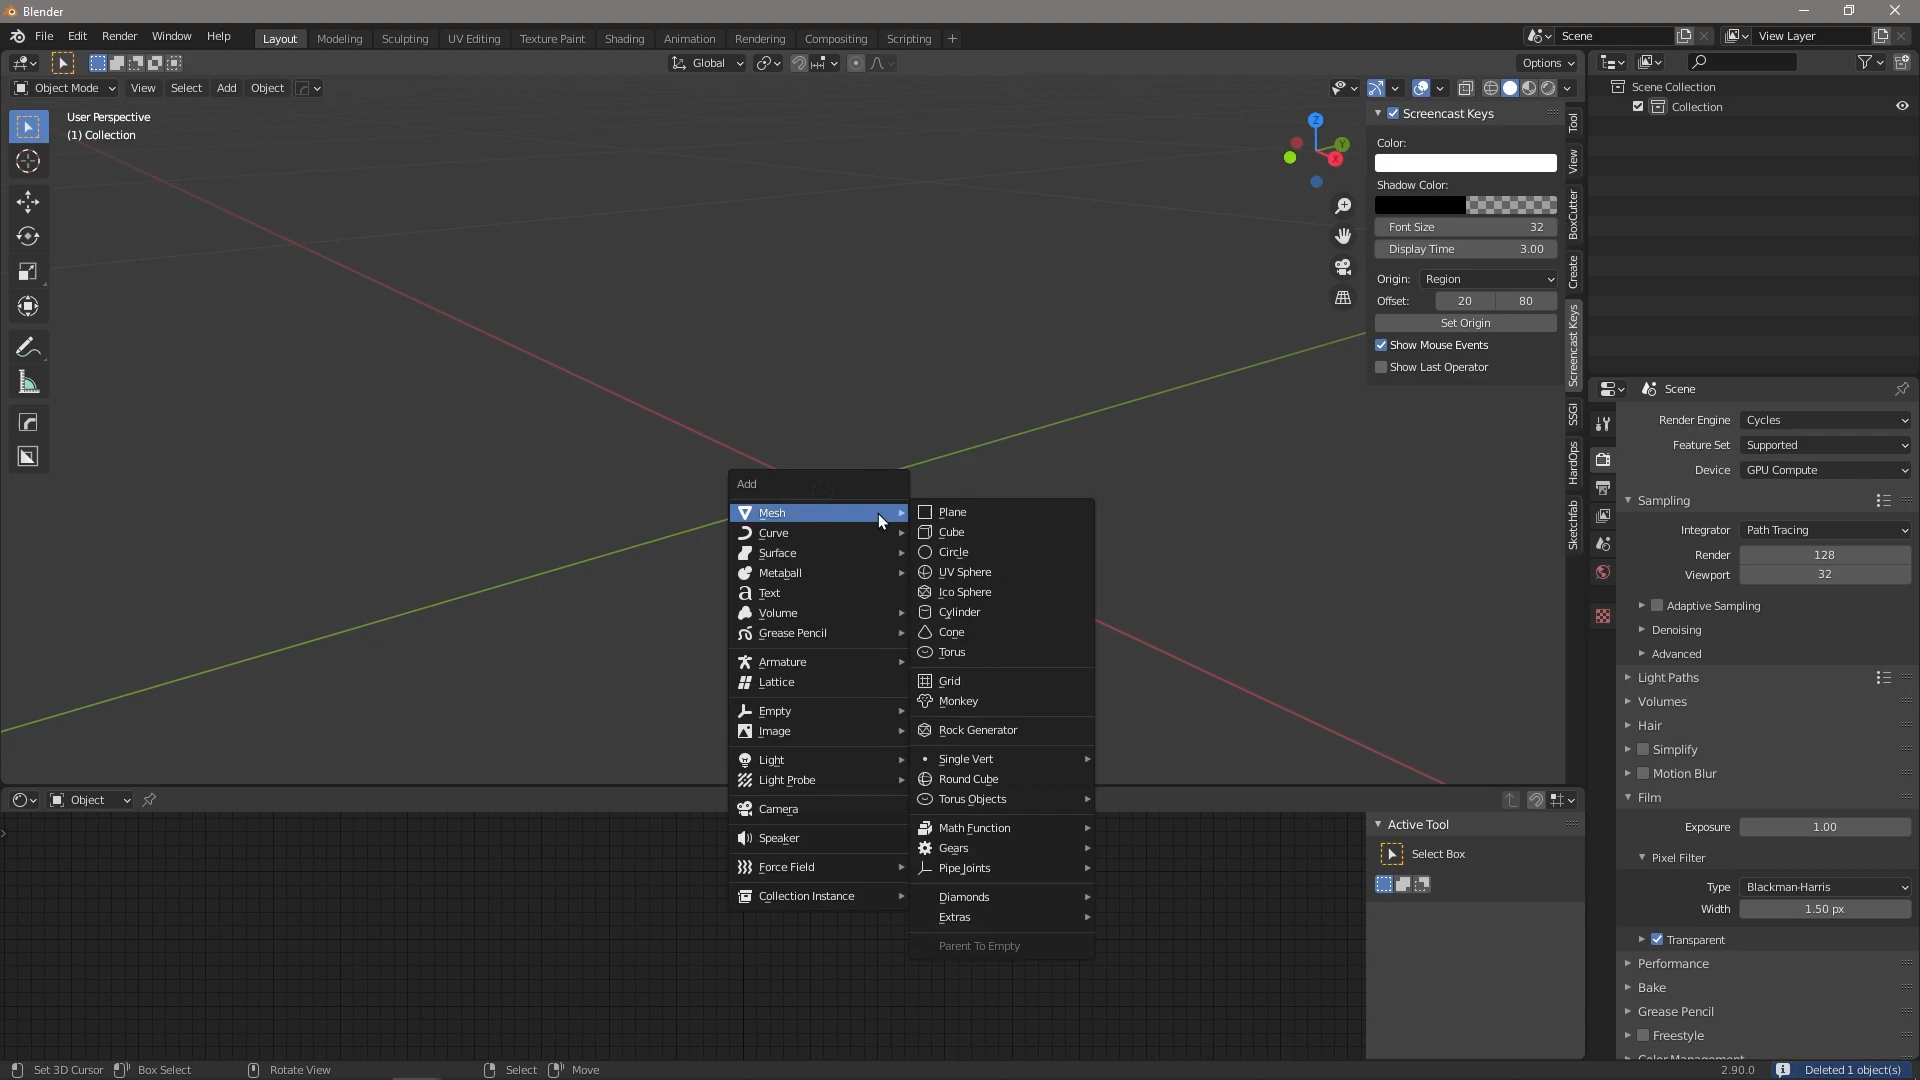 Blender
File Edit Render Window Help
Layout Modeling Sculpting UV Editing Texture Paint Shading Animation Rendering Compositing Scripting +
Scene
View Layer
Global
Options
Object Mode View Select Add Object
User Perspective
(1) Collection
Z
Y
X
Screencast Keys
Color:
Shadow Color:
Font Size 32
Display Time 3.00
Origin: Region
Offset: 20 80
Set Origin
Show Mouse Events
Show Last Operator
Tool
View
BoxCutter
Create
Screencast Keys
SSGI
HardOps
Sketchfab
Scene Collection
Collection
Scene
Render Engine Cycles
Feature Set Supported
Device GPU Compute
Sampling
Integrator Path Tracing
Render 128
Viewport 32
Adaptive Sampling
Denoising
Advanced
Light Paths
Volumes
Hair
Simplify
Motion Blur
Film
Exposure 1.00
Pixel Filter
Type Blackman-Harris
Width 1.50 px
Transparent
Performance
Bake
Grease Pencil
Freestyle
Color Management
Add
Mesh
Curve
Surface
Metaball
Text
Volume
Grease Pencil
Armature
Lattice
Empty
Image
Light
Light Probe
Camera
Speaker
Force Field
Collection Instance
Plane
Cube
Circle
UV Sphere
Ico Sphere
Cylinder
Cone
Torus
Grid
Monkey
Rock Generator
Single Vert
Round Cube
Torus Objects
Math Function
Gears
Pipe Joints
Diamonds
Extras
Parent To Empty
Object
Active Tool
Select Box
Set 3D Cursor Box Select Rotate View Select Move
2.90.0 Deleted 1 object(s)